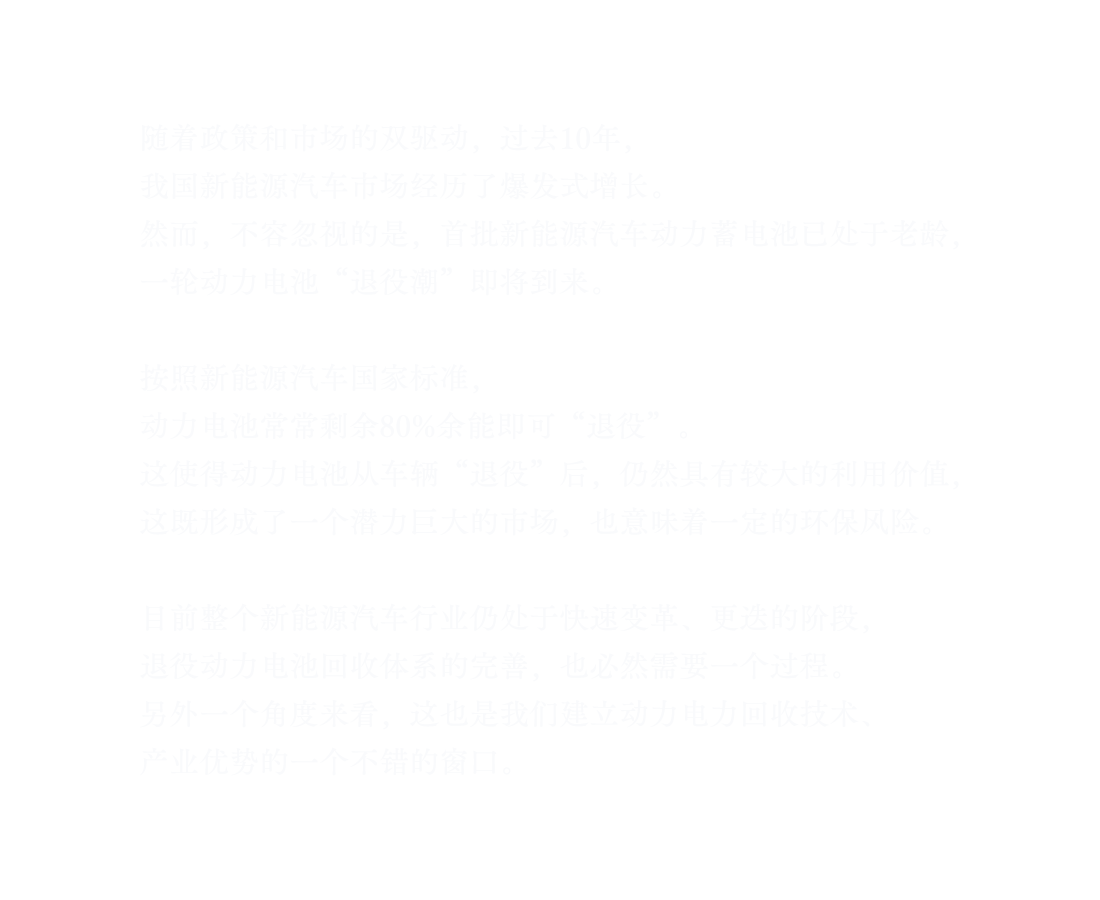 随着政策和市场的双驱动，过去10年，
我国新能源汽车市场经历了爆发式增长。
然而，不容忽视的是，首批新能源汽车动力蓄电池已处于老龄，
一轮动力电池“退役潮”即将到来。
按照新能源汽车国家标准，
动力电池常常剩余80%余能即可“退役”。
这使得动力电池从车辆“退役”后，仍然具有较大的利用价值，
这既形成了一个潜力巨大的市场，也意味着一定的环保风险。
目前整个新能源汽车行业仍处于快速变革、更迭的阶段，
退役动力电池回收体系的完善，也必然需要一个过程。
另外一个角度来看，这也是我们建立动力电力回收技术、
产业优势的一个不错的窗口。